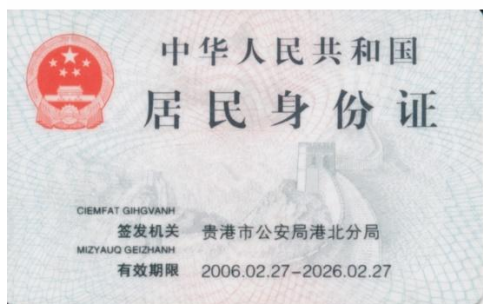 中华人民共和国
居民身份证
CIEMFAT GIHGVANH
签发机关 贵港市公安局港北分局
MIZYAUQ GEIZHANH
有效期限 2006.02.27-2026.02.27